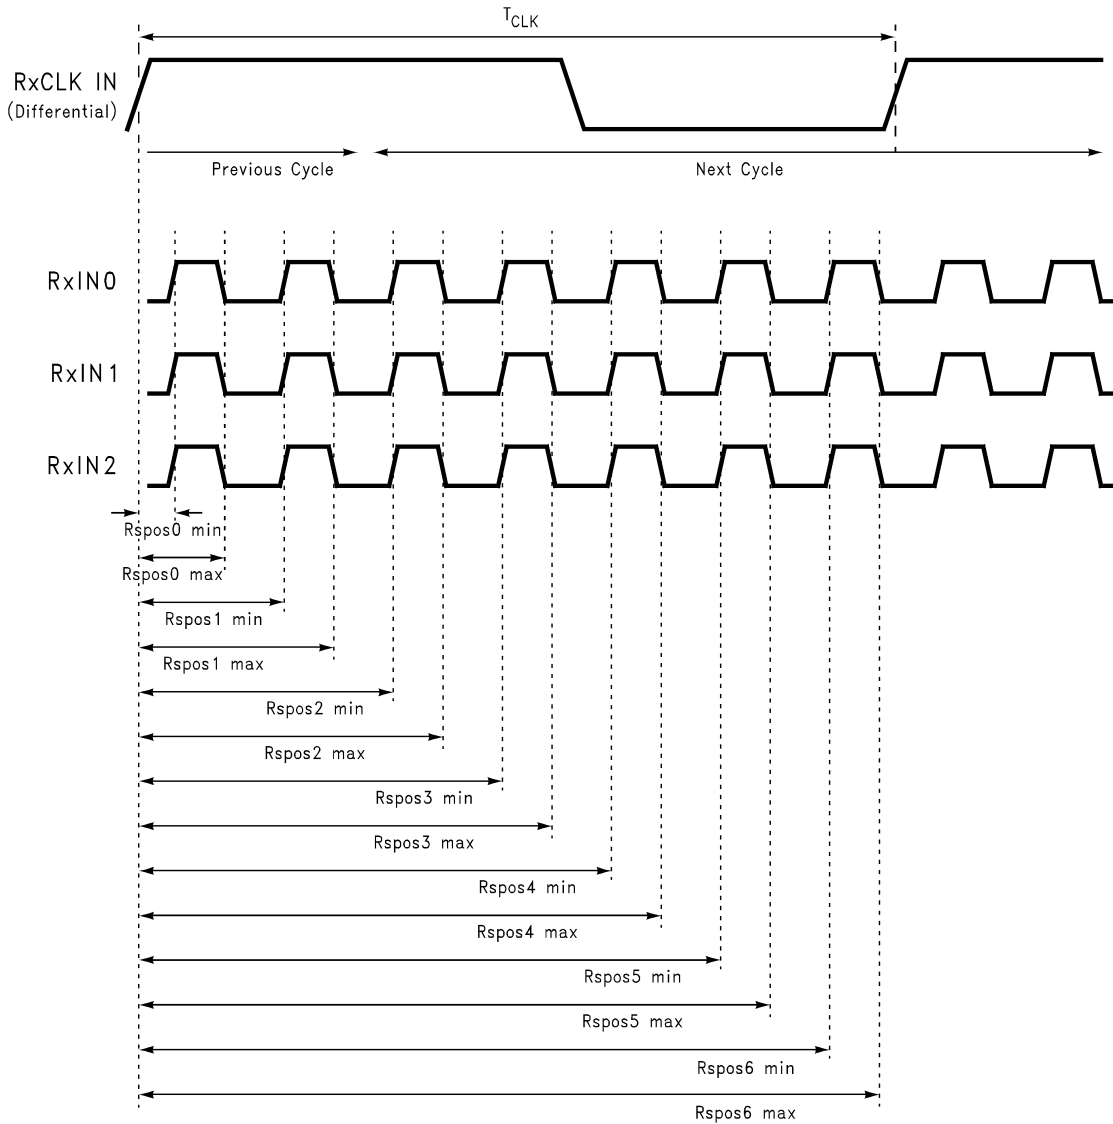 TCLK
RxCLK IN
(Differential)
Previous Cycle
Next Cycle
RxIN0
RxIN1
RxIN2
Rspos0 min
Rspos0 max
Rspos1 min
Rspos1 max
Rspos2 min
Rspos2 max
Rspos3 min
Rspos3 max
Rspos4 min
Rspos4 max
Rspos5 min
Rspos5 max
Rspos6 min
Rspos6 max